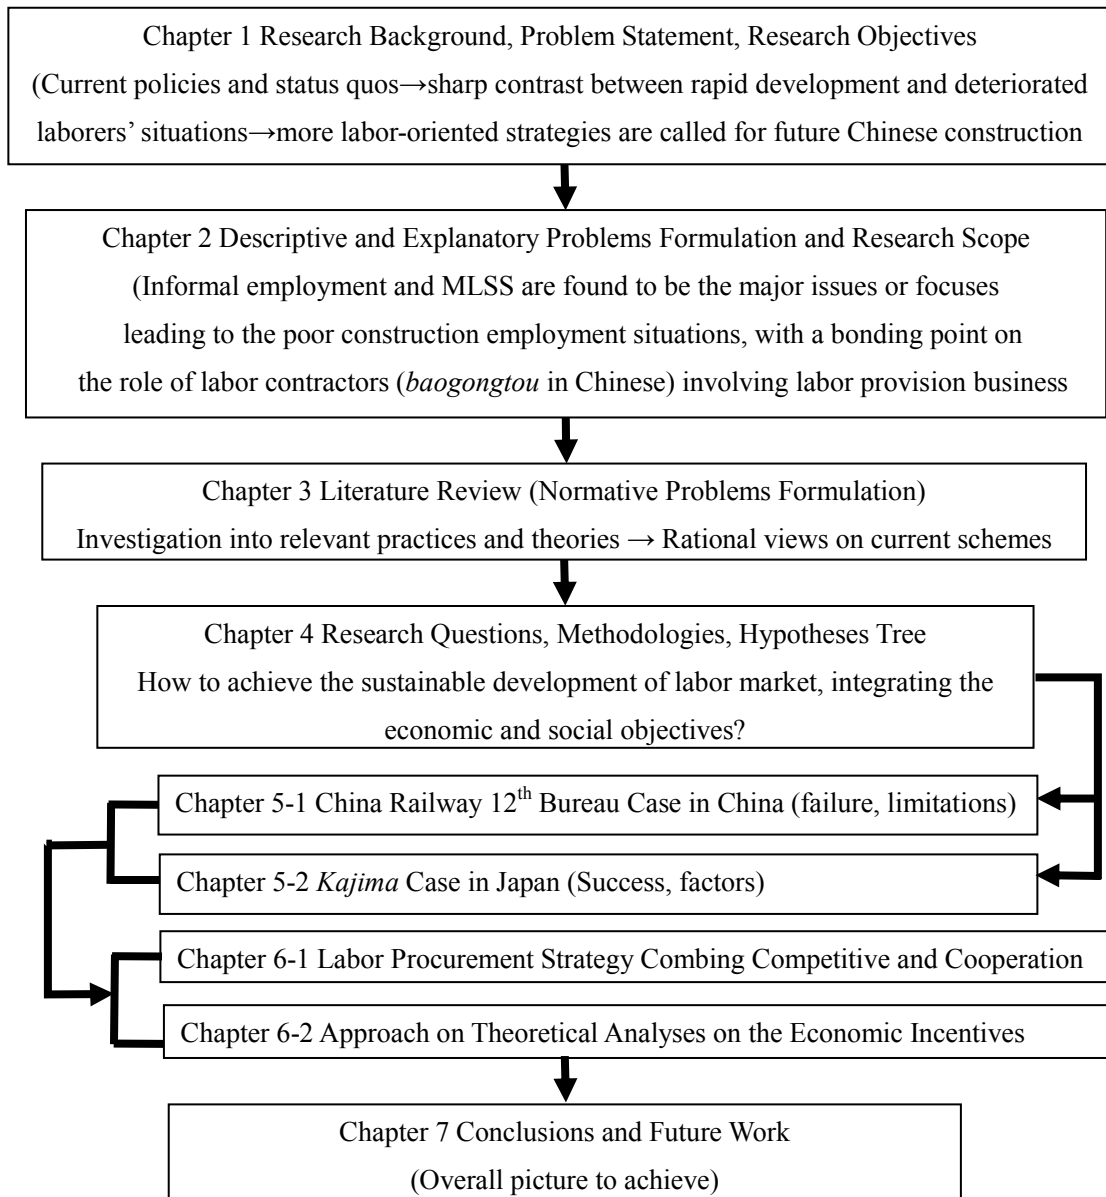 Chapter 1 Research Background, Problem Statement, Research Objectives
(Current policies and status quos→sharp contrast between rapid development and deteriorated
laborers’ situations→more labor-oriented strategies are called for future Chinese construction
Chapter 2 Descriptive and Explanatory Problems Formulation and Research Scope
(Informal employment and MLSS are found to be the major issues or focuses
leading to the poor construction employment situations, with a bonding point on
the role of labor contractors (baogongtou in Chinese) involving labor provision business
Chapter 3 Literature Review (Normative Problems Formulation)
Investigation into relevant practices and theories → Rational views on current schemes
Chapter 4 Research Questions, Methodologies, Hypotheses Tree
How to achieve the sustainable development of labor market, integrating the
economic and social objectives?
Chapter 5-1 China Railway 12th Bureau Case in China (failure, limitations)
Chapter 5-2 Kajima Case in Japan (Success, factors)
Chapter 6-1 Labor Procurement Strategy Combing Competitive and Cooperation
Chapter 6-2 Approach on Theoretical Analyses on the Economic Incentives
Chapter 7 Conclusions and Future Work
(Overall picture to achieve)